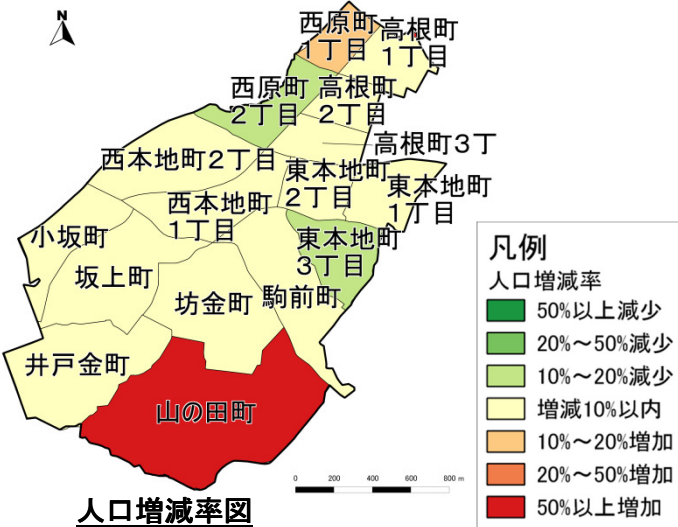 N
西原町
1丁目
高根町
1丁目
西原町
2丁目
高根町
2丁目
高根町3丁
西本地町2丁目
東本地町
2丁目
東本地町
1丁目
西本地町
1丁目
小坂町
東本地町
3丁目
坂上町
坊金町
駒前町
井戸金町
山の田町
凡例
人口増減率
50%以上減少
20%~50%減少
10%~20%減少
増減10%以内
10%~20%増加
20%~50%増加
50%以上増加
0 200 400 600 800 m
人口増減率図